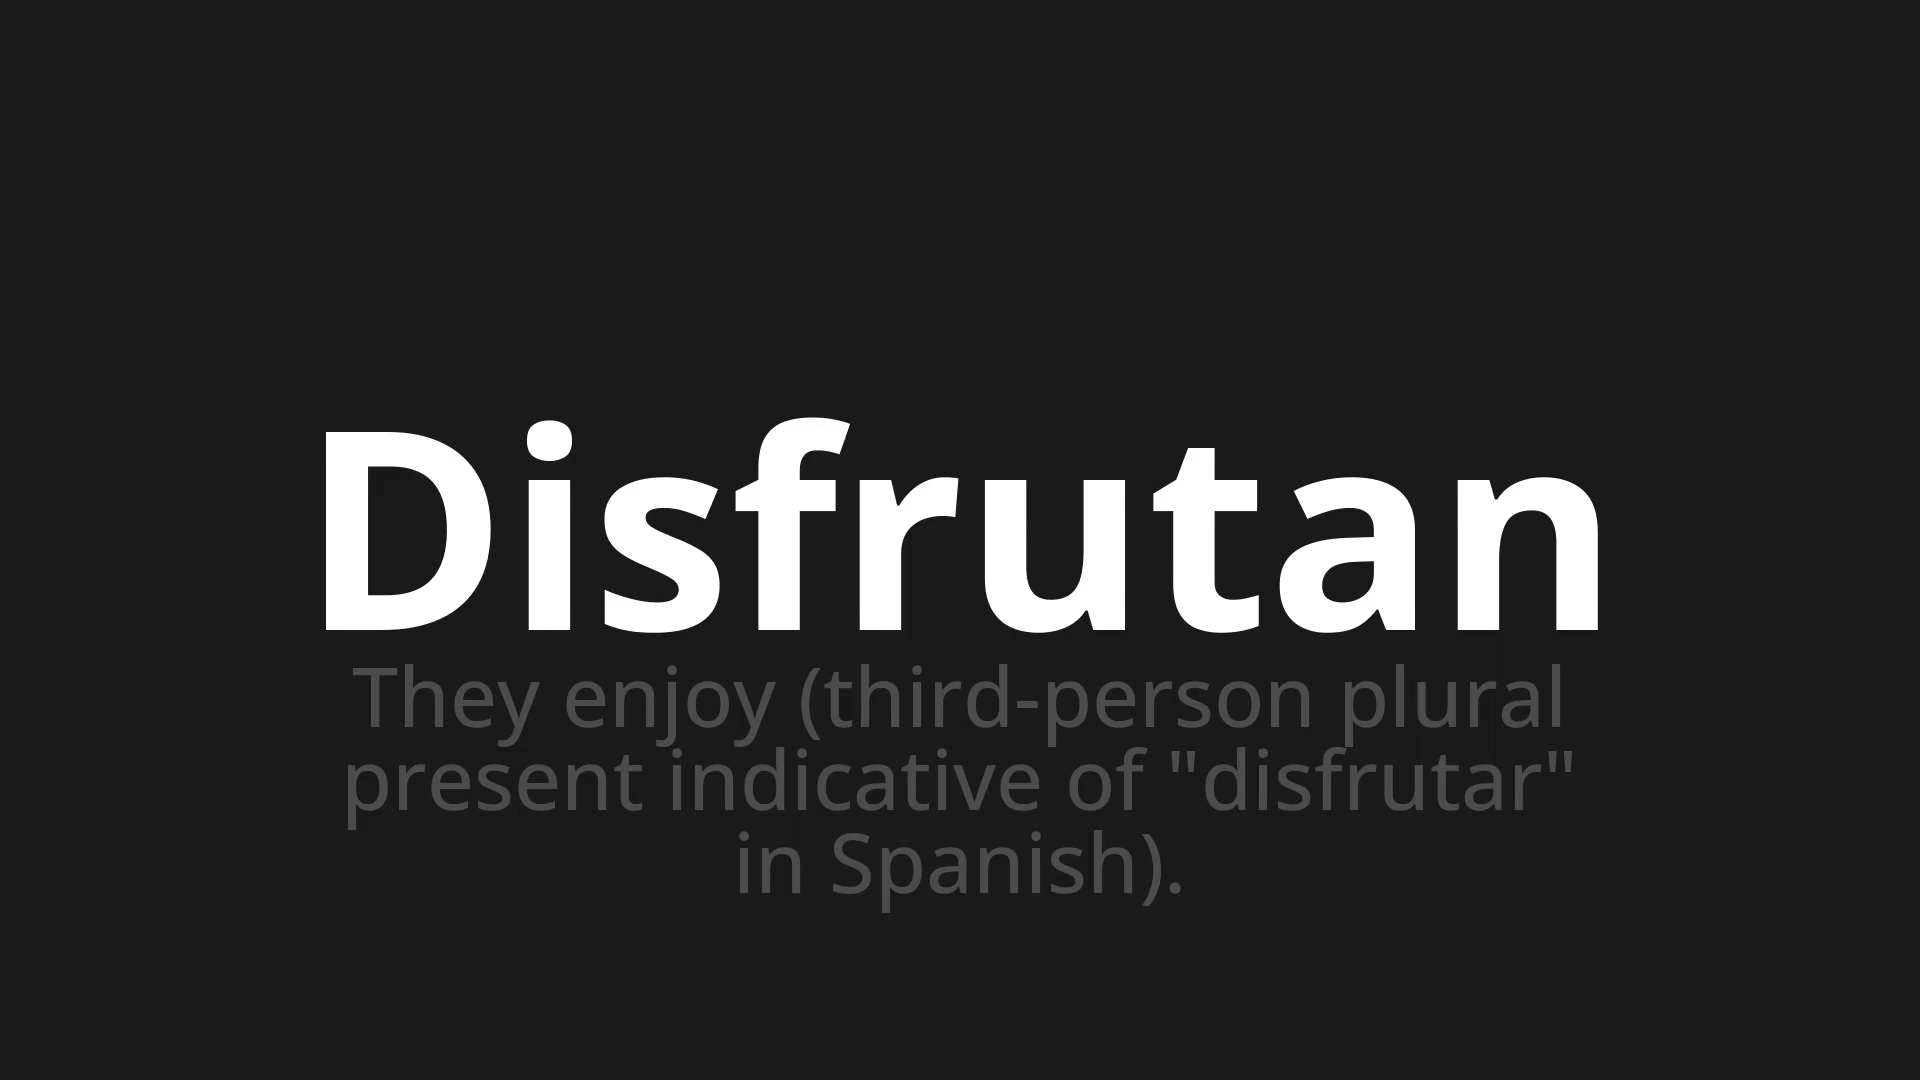 Disfrutan
They enjoy (third-person plural
present indicative of "disfrutar"
in Spanish).